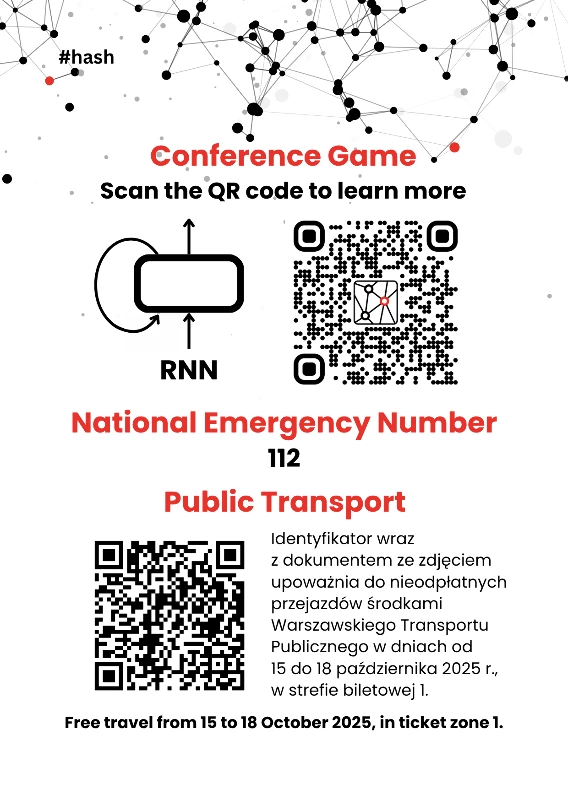 #hash
Conference Game
Scan the QR code to learn more
RNN
National Emergency Number
112
Public Transport
Identyfikator wraz
z dokumentem ze zdjęciem
upoważnia do nieodpłatnych
przejazdów środkami
Warszawskiego Transportu
Publicznego w dniach od
15 do 18 października 2025 r.,
w strefie biletowej 1.
Free travel from 15 to 18 October 2025, in ticket zone 1.